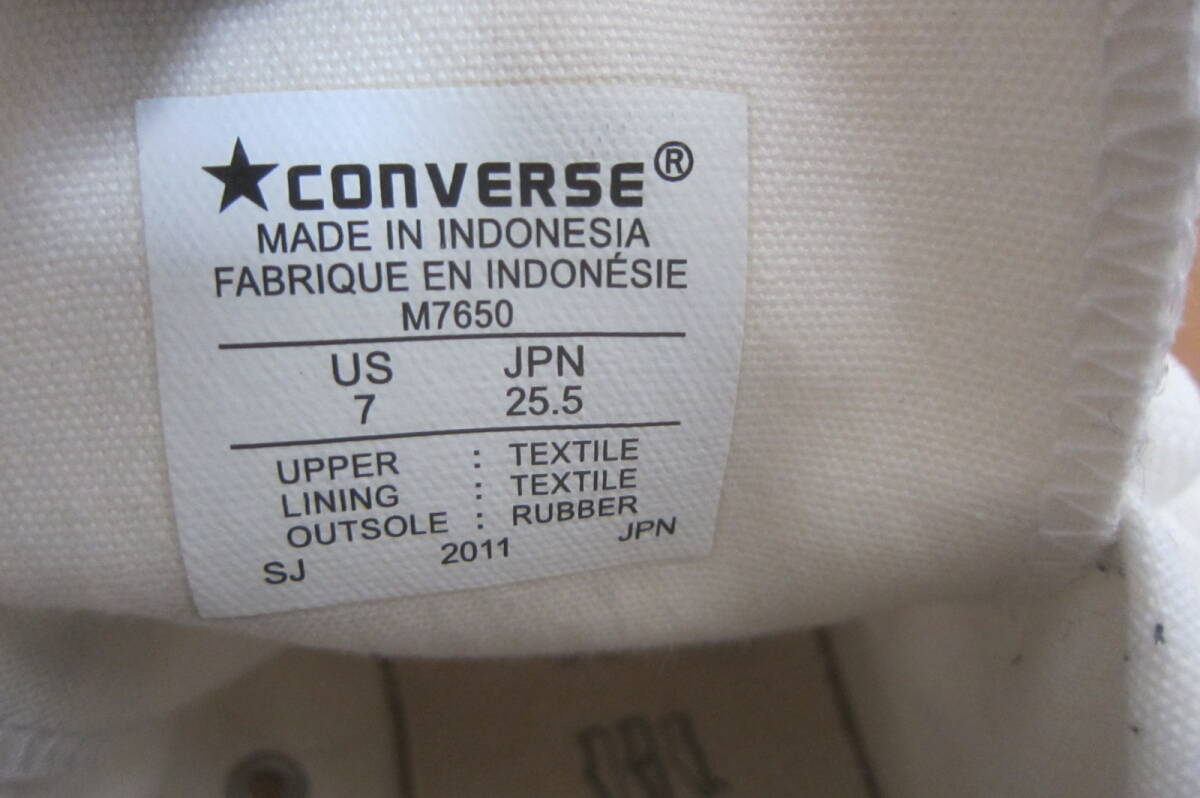 ★CONVERSE®
MADE IN INDONESIA
FABRIQUE EN INDONÉSIE
M7650
US JPN
7 25.5
UPPER : TEXTILE
LINING : TEXTILE
OUTSOLE : RUBBER
SJ 2011 JPN